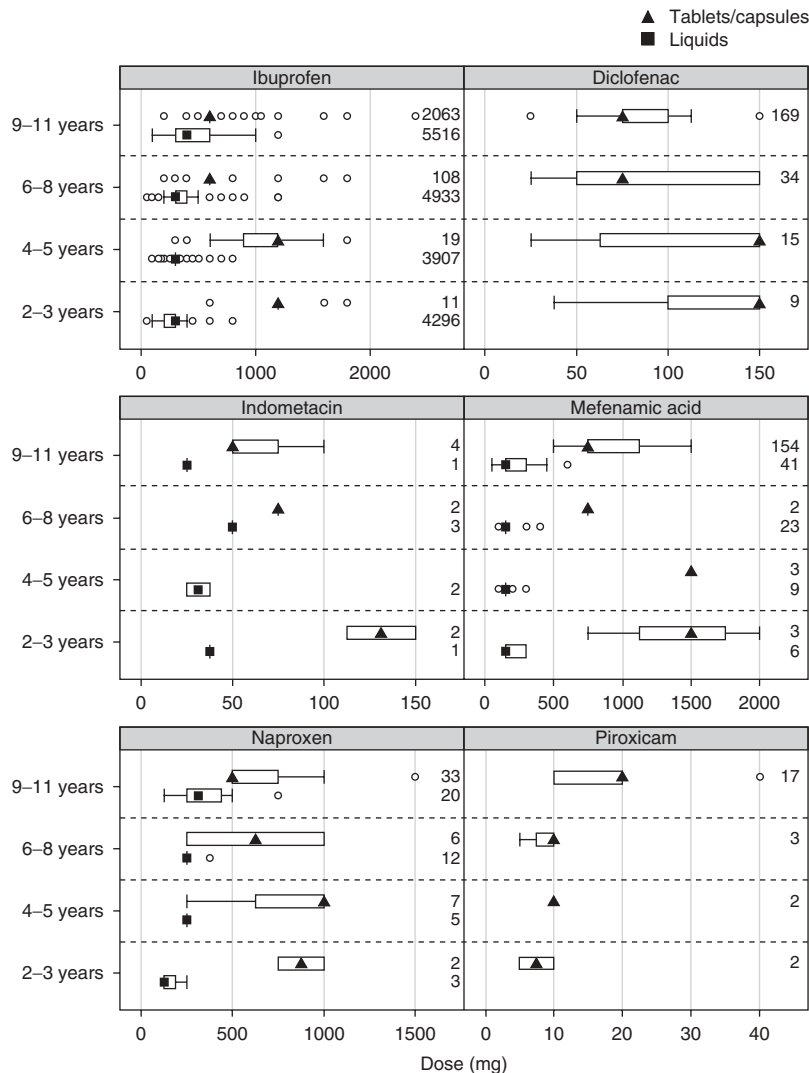 Tablets/capsules
Liquids
Ibuprofen
Diclofenac
9–11 years
2063
5516
169
6–8 years
108
4933
34
4–5 years
19
3907
15
2–3 years
11
4296
9
0 1000 2000
0 50 100 150
Indometacin
Mefenamic acid
9–11 years
4
1
154
41
6–8 years
2
3
2
23
4–5 years
2
3
9
2–3 years
2
1
3
6
0 50 100 150
0 500 1000 1500 2000
Naproxen
Piroxicam
9–11 years
33
20
17
6–8 years
6
12
3
4–5 years
7
5
2
2–3 years
2
3
2
0 500 1000 1500
0 10 20 30 40
Dose (mg)